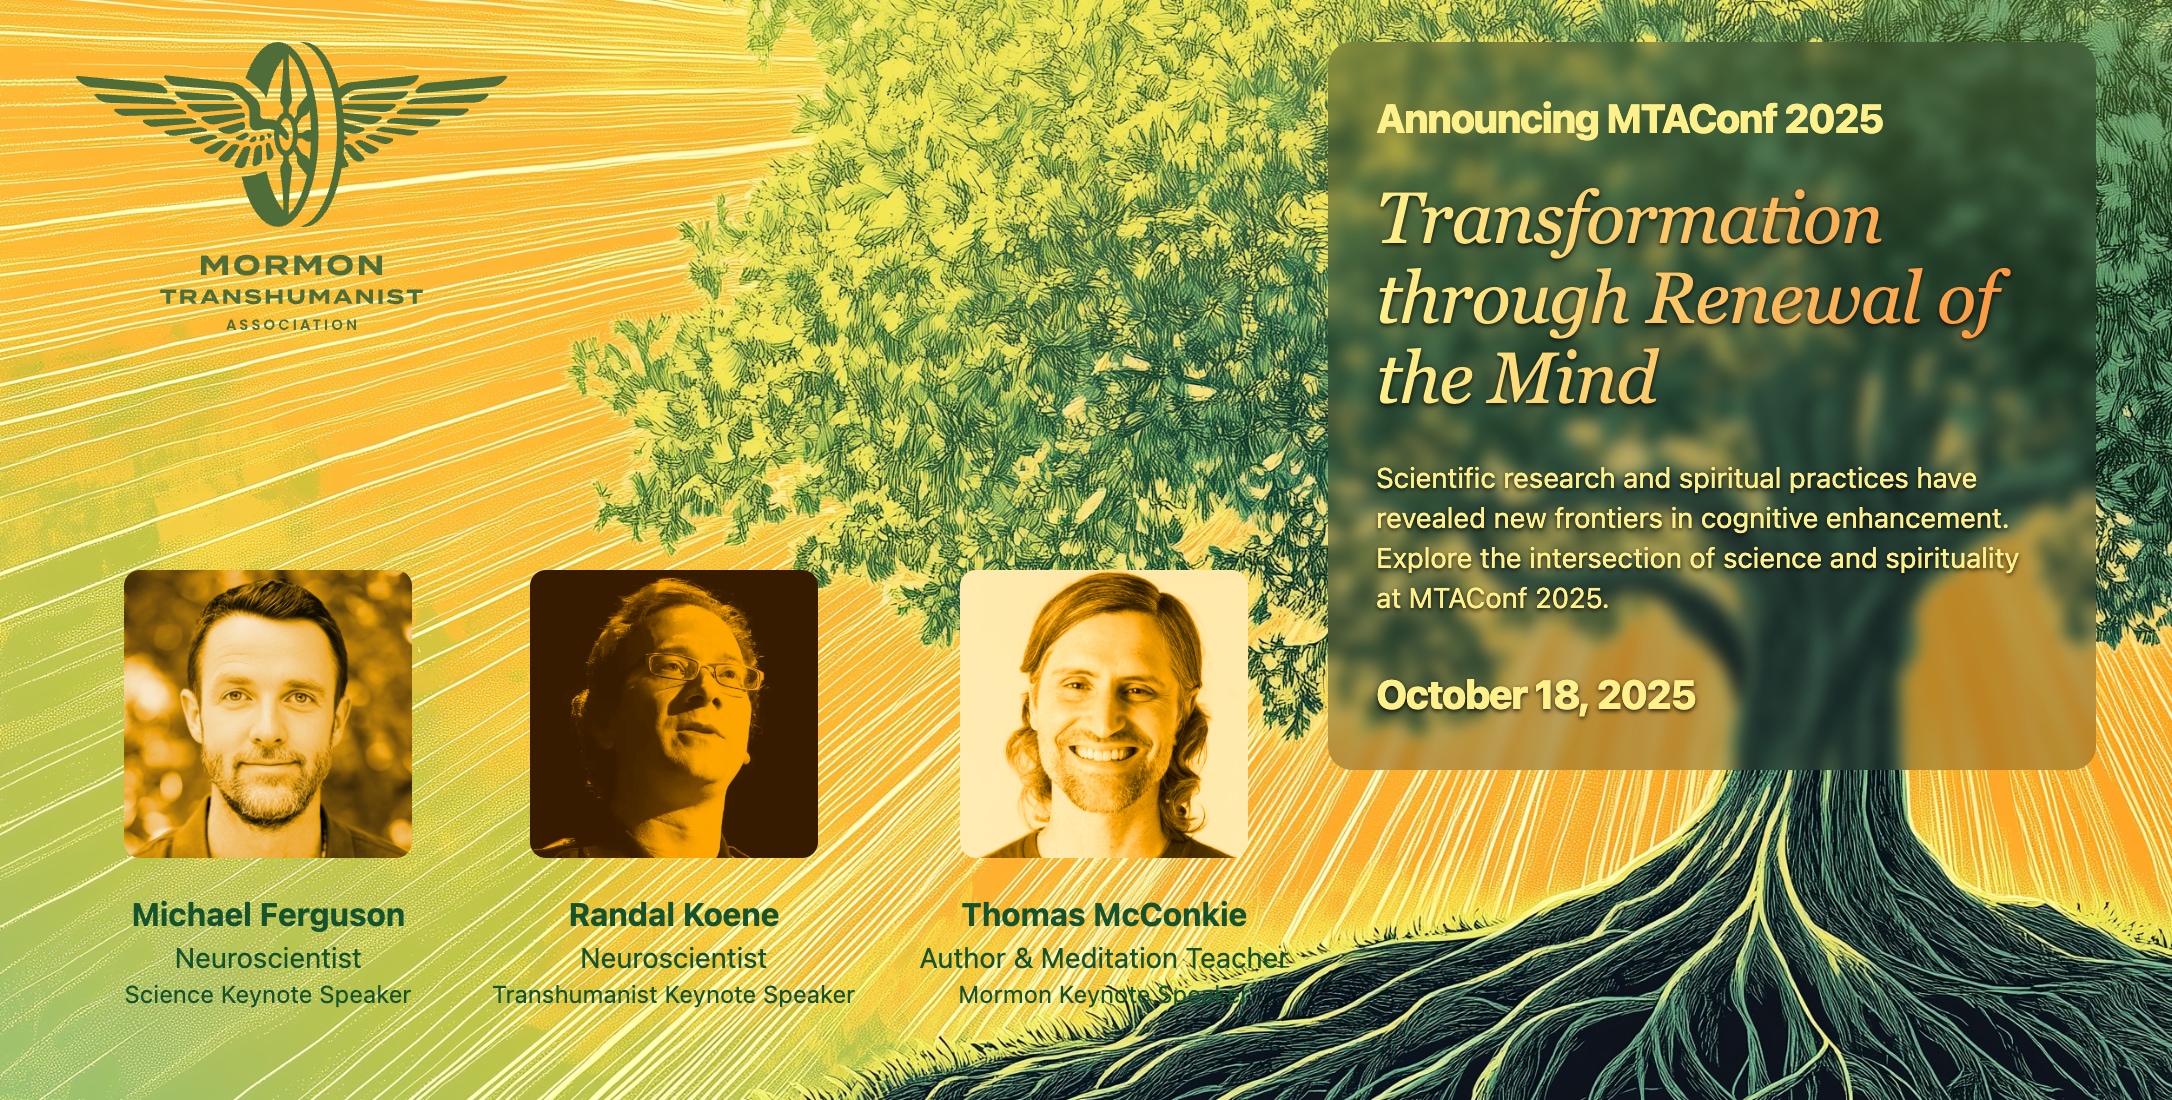 MORMON
TRANSHUMANIST
ASSOCIATION
Announcing MTAConf 2025
Transformation
through Renewal of
the Mind
Scientific research and spiritual practices have
revealed new frontiers in cognitive enhancement.
Explore the intersection of science and spirituality
at MTAConf 2025.
October 18, 2025
Michael Ferguson
Neuroscientist
Science Keynote Speaker
Randal Koene
Neuroscientist
Transhumanist Keynote Speaker
Thomas McConkie
Author & Meditation Teacher
Mormon Keynote Speaker